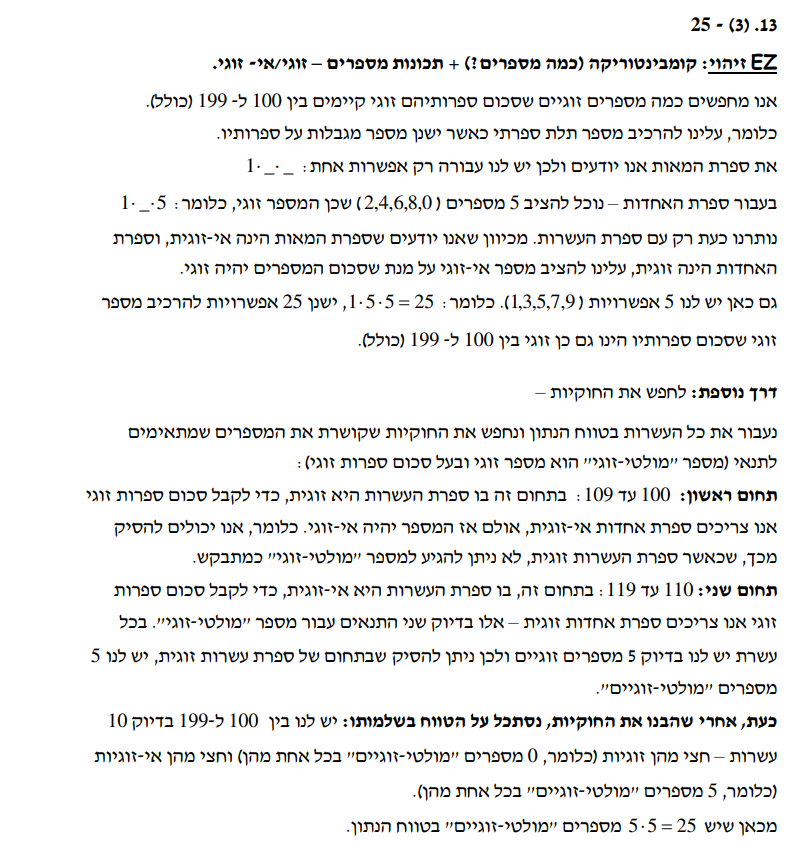 13. (3) - 25
EZ זיהוי: קומבינטוריקה (כמה מספרים?) + תכונות מספרים – זוגי/אי- זוגי.
אנו מחפשים כמה מספרים זוגיים שסכום ספרותיהם זוגי קיימים בין 100 ל- 199 (כולל).
כלומר, עלינו להרכיב מספר תלת ספרתי כאשר ישנן מספר מגבלות על ספרותיו.
את ספרת המאות אנו יודעים ולכן יש לנו עבורה רק אפשרות אחת: _·_·1
בעבור ספרת האחדות – נוכל להציב 5 מספרים (2,4,6,8,0) שכן המספר זוגי, כלומר: 1·_·5
נותרנו כעת רק עם ספרת העשרות. מכיוון שאנו יודעים שספרת המאות הינה אי-זוגית, וספרת
האחדות הינה זוגית, עלינו להציב מספר אי-זוגי על מנת שסכום המספרים יהיה זוגי.
גם כאן יש לנו 5 אפשרויות (1,3,5,7,9). כלומר: 1·5·5 = 25, ישנן 25 אפשרויות להרכיב מספר
זוגי שסכום ספרותיו הינו גם כן זוגי בין 100 ל- 199 (כולל).
דרך נוספת: לחפש את החוקיות –
נעבור את כל העשרות בטווח הנתון ונחפש את החוקיות שקושרת את המספרים שמתאימים
לתנאי (מספר "מולטי-זוגי" הוא מספר זוגי ובעל סכום ספרות זוגי):
תחום ראשון: 100 עד 109: בתחום זה בו ספרת העשרות היא זוגית, כדי לקבל סכום ספרות זוגי
אנו צריכים ספרת אחדות אי-זוגית, אולם אז המספר יהיה אי-זוגי. כלומר, אנו יכולים להסיק
מכך, שכאשר ספרת העשרות זוגית, לא ניתן להגיע למספר "מולטי-זוגי" כמתבקש.
תחום שני: 110 עד 119: בתחום זה, בו ספרת העשרות היא אי-זוגית, כדי לקבל סכום ספרות
זוגי אנו צריכים ספרת אחדות זוגית – אלו בדיוק שני התנאים עבור מספר "מולטי-זוגי". בכל
עשרת יש לנו בדיוק 5 מספרים זוגיים ולכן ניתן להסיק שבתחום של ספרת עשרות זוגית, יש לנו 5
מספרים "מולטי-זוגיים".
כעת, אחרי שהבנו את החוקיות, נסתכל על הטווח בשלמותו: יש לנו בין 100 ל-199 בדיוק 10
עשרות – חצי מהן זוגיות (כלומר, 0 מספרים "מולטי-זוגיים" בכל אחת מהן) וחצי מהן אי-זוגיות
(כלומר, 5 מספרים "מולטי-זוגיים" בכל אחת מהן).
מכאן שיש 5·5 = 25 מספרים "מולטי-זוגיים" בטווח הנתון.